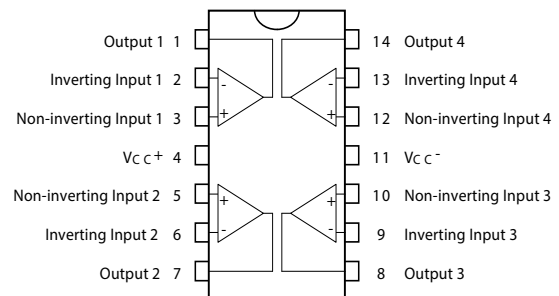 Output 1 1
Inverting Input 1 2
Non-inverting Input 1 3
VCC+ 4
Non-inverting Input 2 5
Inverting Input 2 6
Output 2 7
14 Output 4
13 Inverting Input 4
12 Non-inverting Input 4
11 VCC-
10 Non-inverting Input 3
9 Inverting Input 3
8 Output 3
-
+
-
+
+
-
+
-